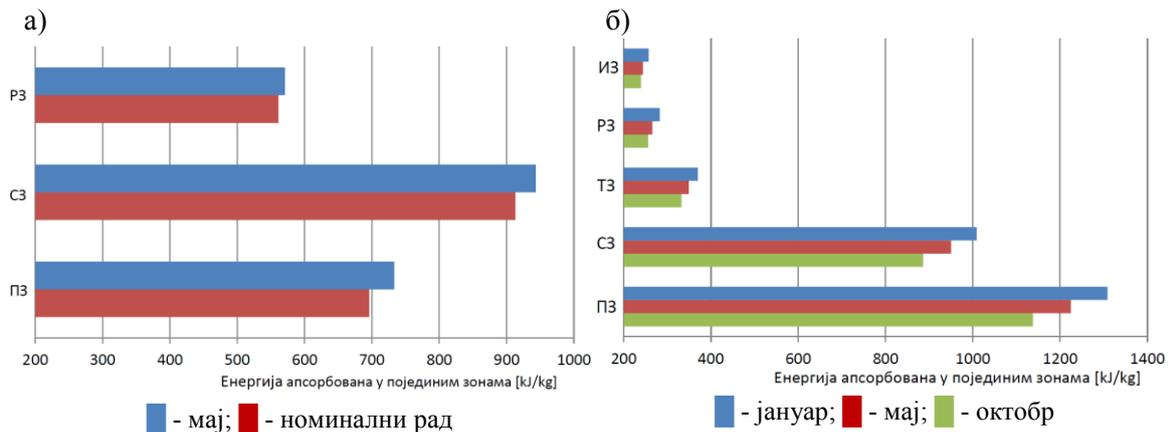 а)
РЗ
СЗ
ПЗ
200 300 400 500 600 700 800 900 1000
Енергија апсорбована у појединим зонама [kJ/kg]
- мај; - номинални рад
б)
ИЗ
РЗ
ТЗ
СЗ
ПЗ
200 400 600 800 1000 1200 1400
Енергија апсорбована у појединим зонама [kJ/kg]
- јануар; - мај; - октобр